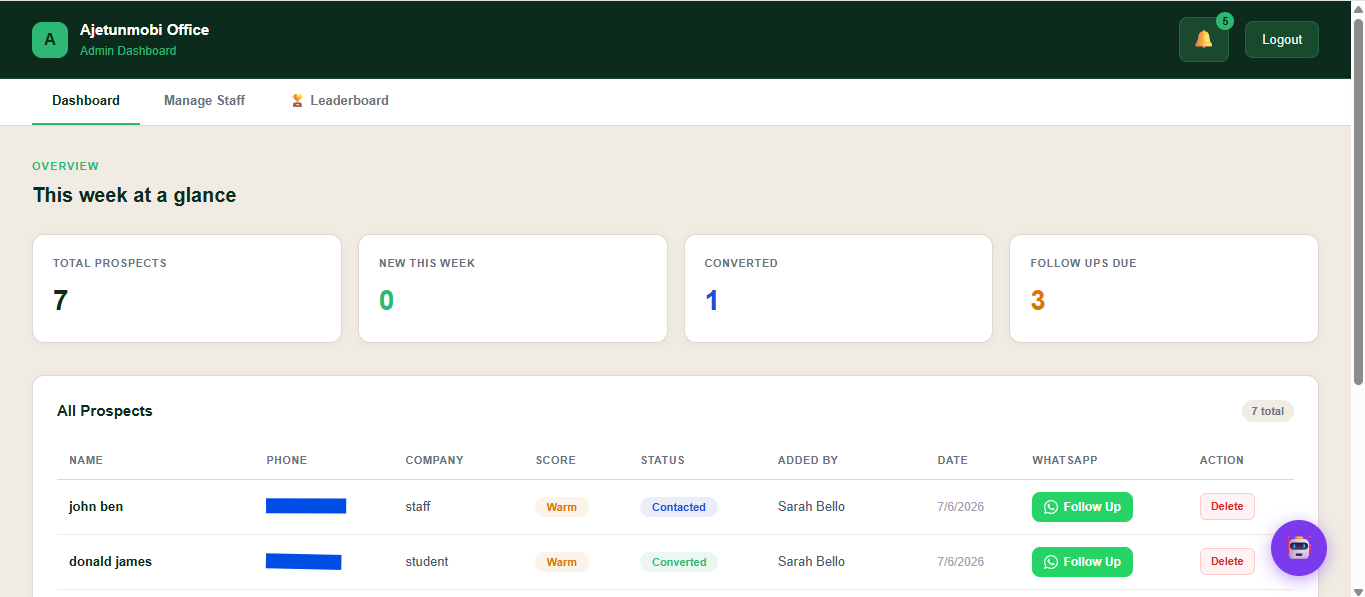 A
Ajetunmobi Office
Admin Dashboard
5
Logout
Dashboard
Manage Staff
Leaderboard
OVERVIEW
This week at a glance
TOTAL PROSPECTS
7
NEW THIS WEEK
0
CONVERTED
1
FOLLOW UPS DUE
3
All Prospects
7 total
NAME PHONE COMPANY SCORE STATUS ADDED BY DATE WHATSAPP ACTION
john ben staff Warm Contacted Sarah Bello 7/6/2026 Follow Up Delete
donald james student Warm Converted Sarah Bello 7/6/2026 Follow Up Delete